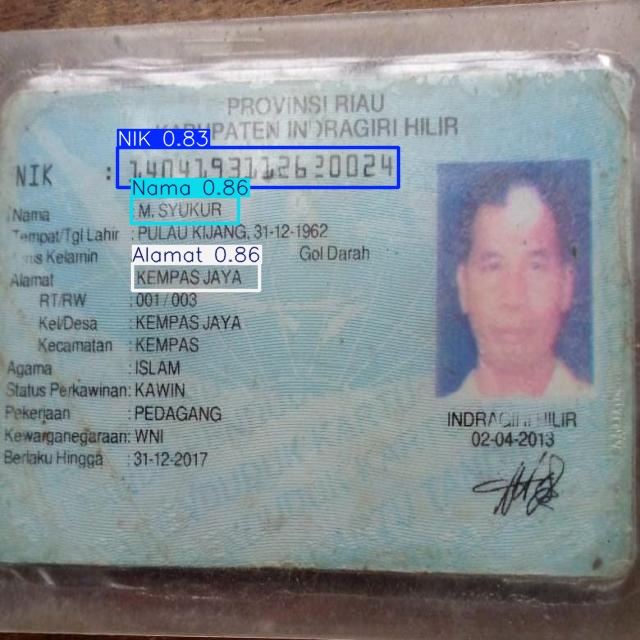 PROVINSI RIAU
KABUPATEN INDRAGIRI HILIR
NIK 0.83
NIK : 1404193112620024
Nama 0.86
Nama M. SYUKUR
Tempat/Tgl Lahir : PULAU KIJANG, 31-12-1962
Kelamin Gol Darah
Alamat 0.86
Alamat KEMPAS JAYA
RT/RW : 001 / 003
Kel/Desa : KEMPAS JAYA
Kecamatan : KEMPAS
Agama : ISLAM
Status Perkawinan: KAWIN
Pekerjaan : PEDAGANG
Kewarganegaraan: WNI
Berlaku Hingga : 31-12-2017
INDRAGIRI HILIR
02-04-2013